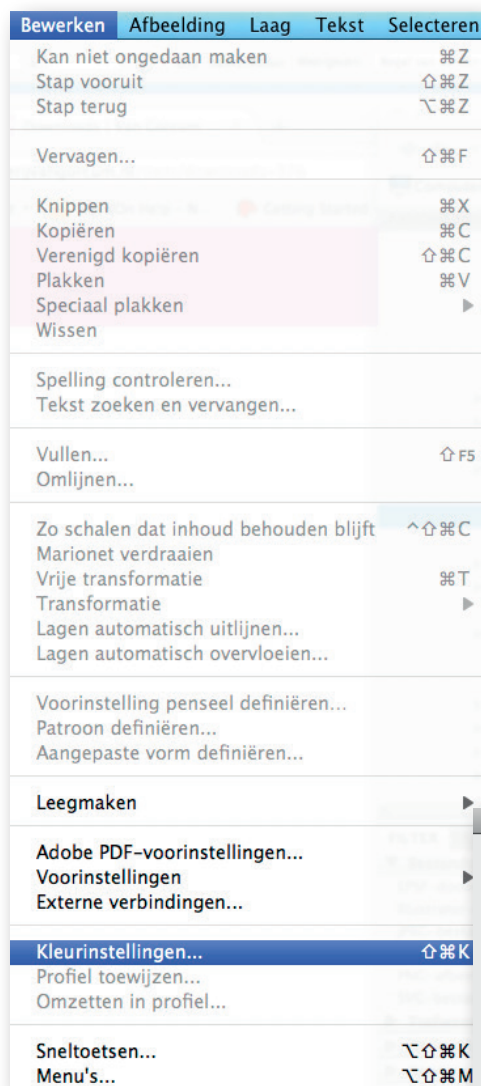 Bewerken Afbeelding Laag Tekst Selecteren
Kan niet ongedaan maken ⌘Z
Stap vooruit ⇧⌘Z
Stap terug ⌥⌘Z
Vervagen... ⇧⌘F
Knippen ⌘X
Kopiëren ⌘C
Verenigd kopiëren ⇧⌘C
Plakken ⌘V
Speciaal plakken ▶
Wissen
Spelling controleren...
Tekst zoeken en vervangen...
Vullen... ⇧F5
Omlijnen...
Zo schalen dat inhoud behouden blijft ^⇧⌘C
Marionet verdraaien
Vrije transformatie ⌘T
Transformatie ▶
Lagen automatisch uitlijnen...
Lagen automatisch overvloeien...
Voorinstelling penseel definiëren...
Patroon definiëren...
Aangepaste vorm definiëren...
Leegmaken ▶
Adobe PDF-voorinstellingen...
Voorinstellingen ▶
Externe verbindingen...
Kleurinstellingen... ⇧⌘K
Profiel toewijzen...
Omzetten in profiel...
Sneltoetsen... ⌥⇧⌘K
Menu's... ⌥⇧⌘M